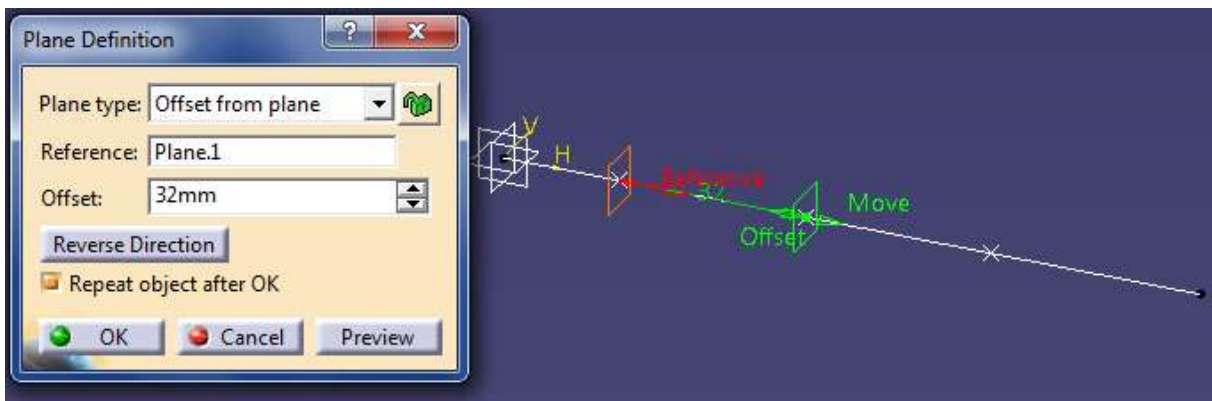 Plane Definition
?
X
Plane type: Offset from plane
Reference: Plane.1
Offset: 32mm
Reverse Direction
Repeat object after OK
OK Cancel Preview
V
H
Reference
32
Move
Offset